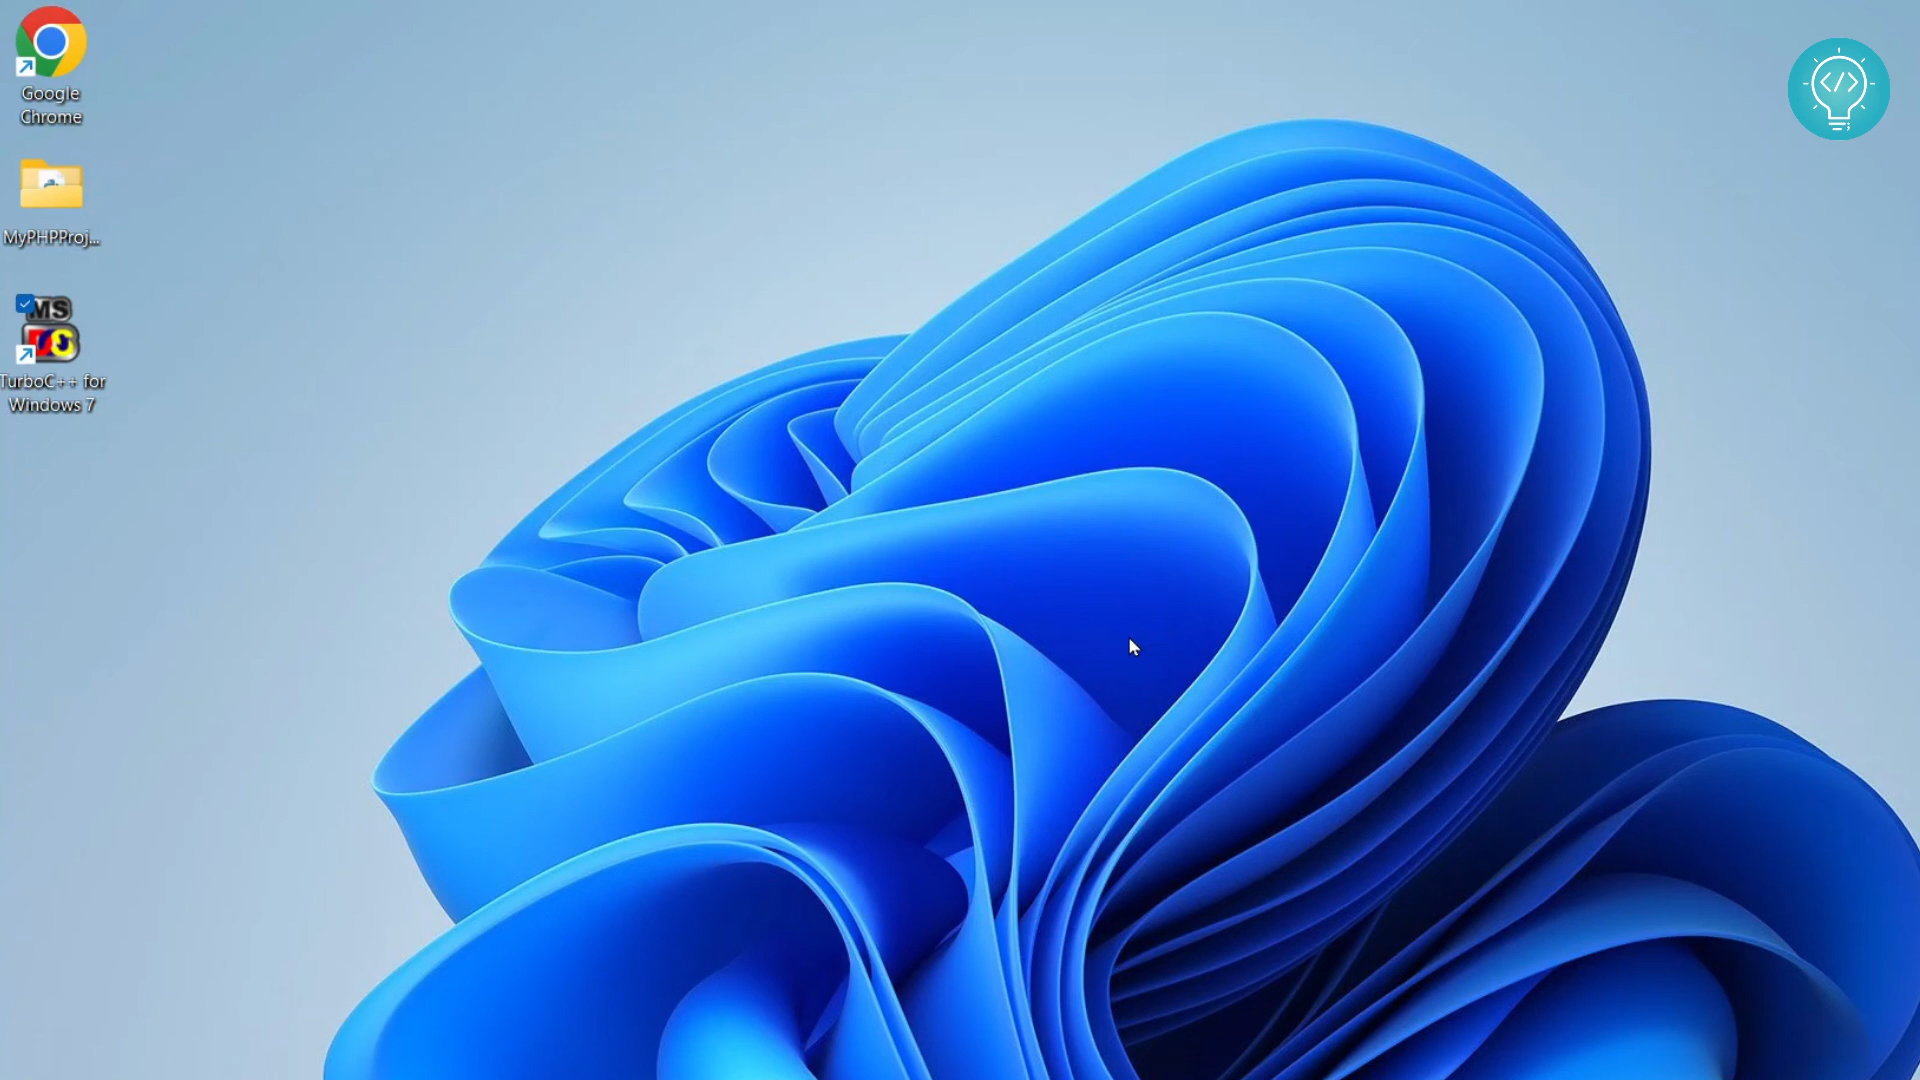 Google
Chrome
MyPHPProj...
MS
TurboC++ for
Windows 7
</>